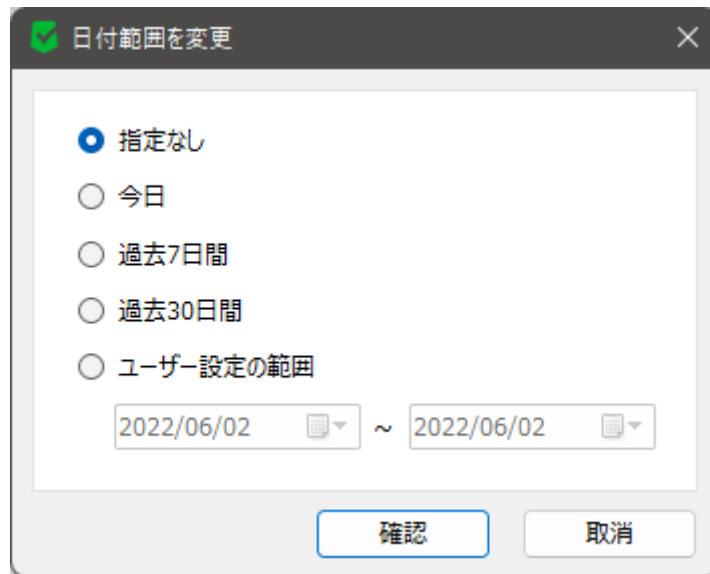 日付範囲を変更
指定なし
今日
過去7日間
過去30日間
ユーザー設定の範囲
2022/06/02 ~ 2022/06/02
確認 取消